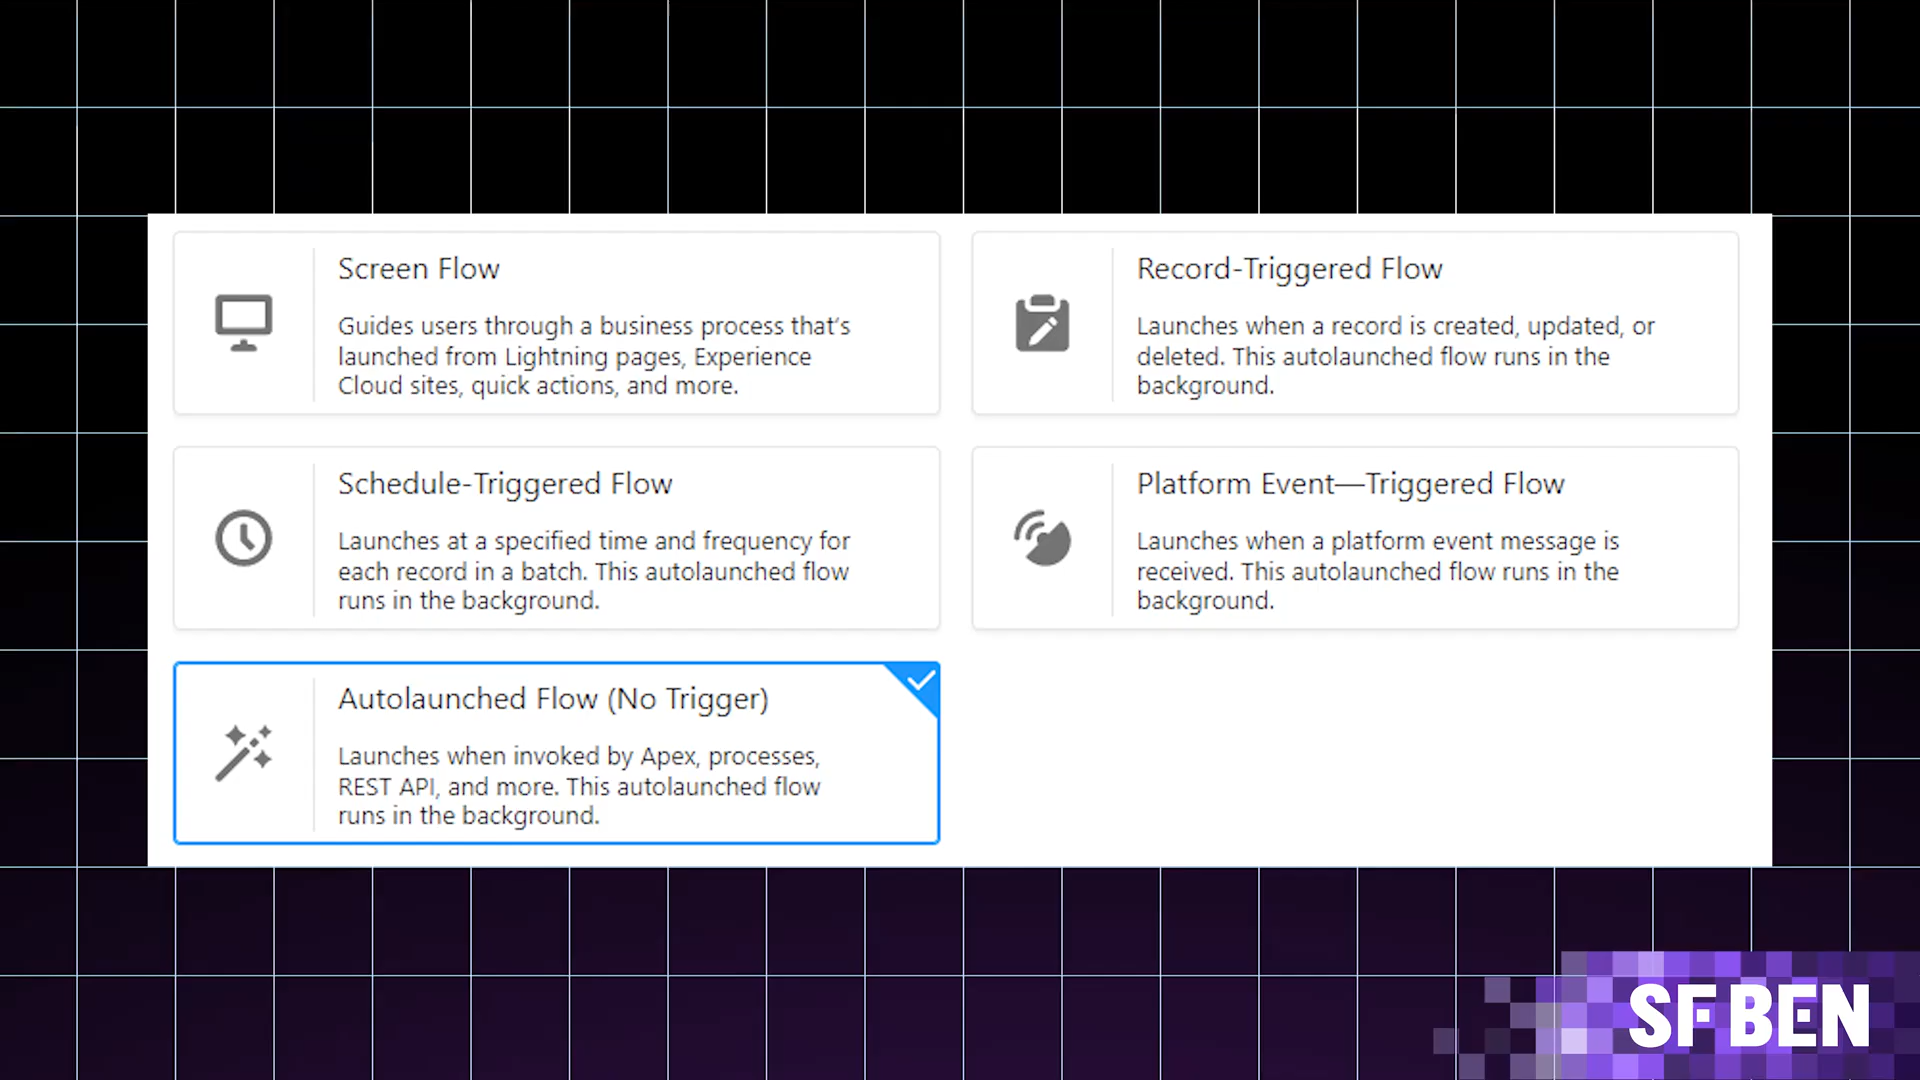 Screen Flow
Guides users through a business process that's
launched from Lightning pages, Experience
Cloud sites, quick actions, and more.
Record-Triggered Flow
Launches when a record is created, updated, or
deleted. This autolaunched flow runs in the
background.
Schedule-Triggered Flow
Launches at a specified time and frequency for
each record in a batch. This autolaunched flow
runs in the background.
Platform Event—Triggered Flow
Launches when a platform event message is
received. This autolaunched flow runs in the
background.
Autolaunched Flow (No Trigger)
Launches when invoked by Apex, processes,
REST API, and more. This autolaunched flow
runs in the background.
SF BEN